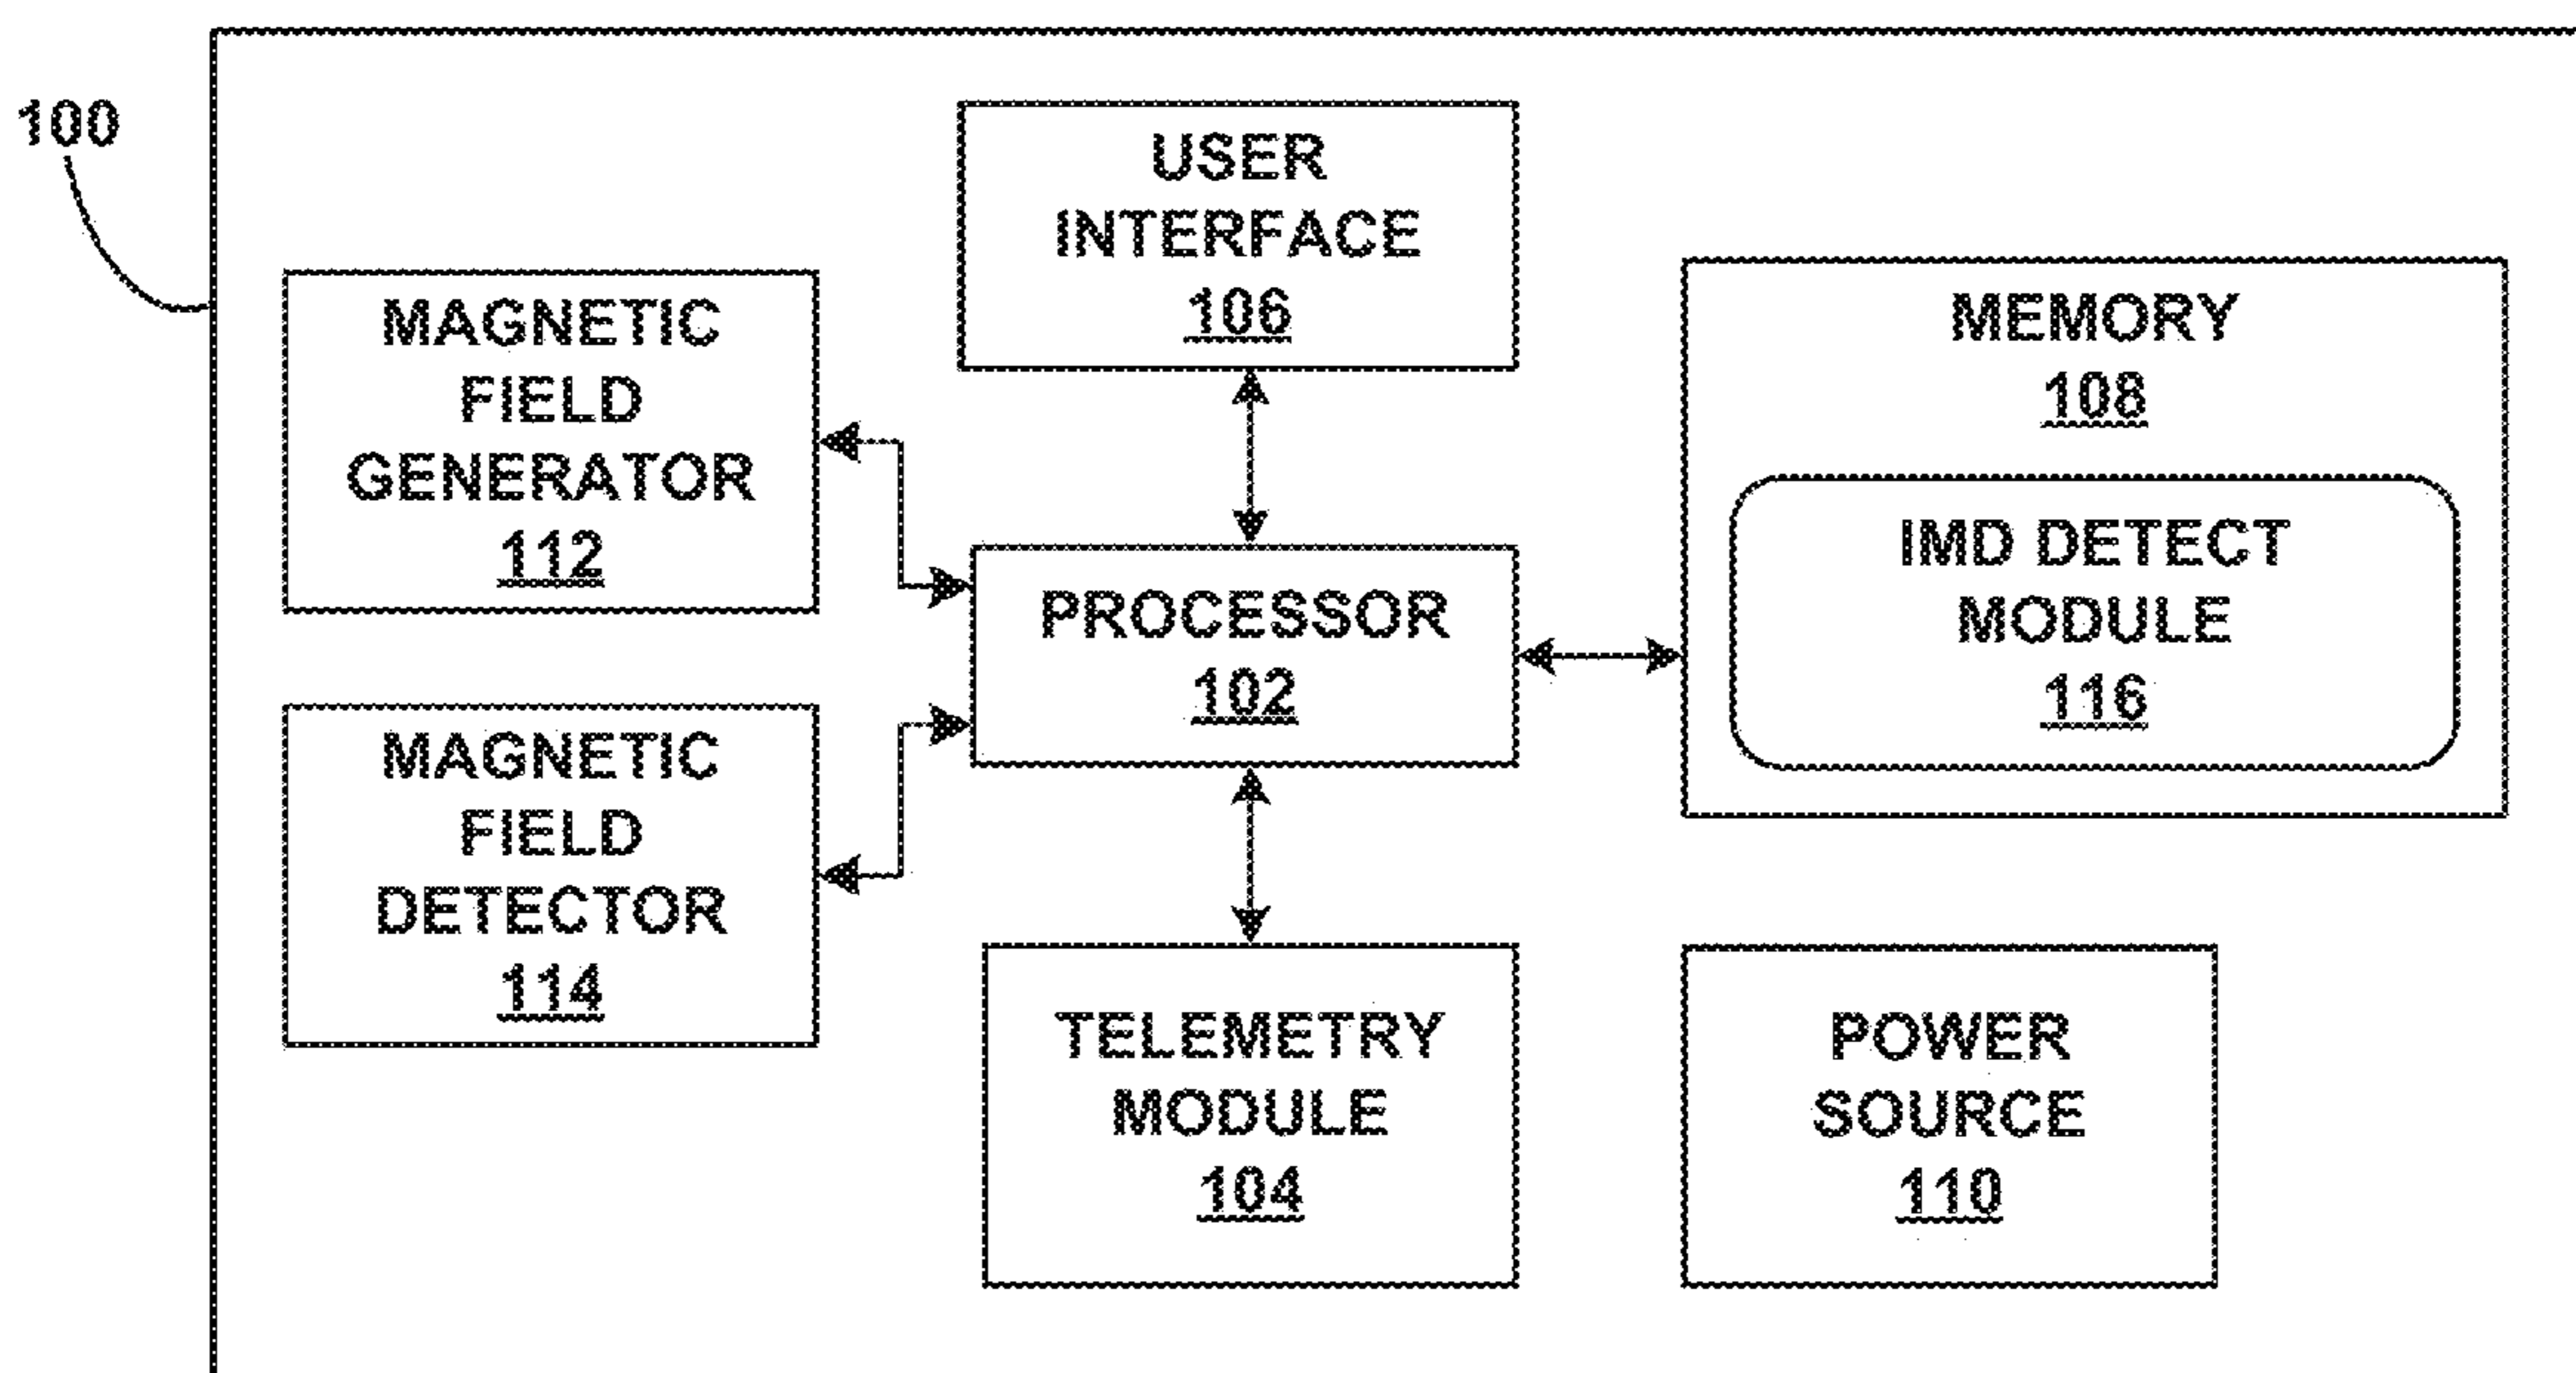 100
USER
INTERFACE
106
MAGNETIC
FIELD
GENERATOR
112
MEMORY
108
IMD DETECT
MODULE
116
PROCESSOR
102
MAGNETIC
FIELD
DETECTOR
114
TELEMETRY
MODULE
104
POWER
SOURCE
110